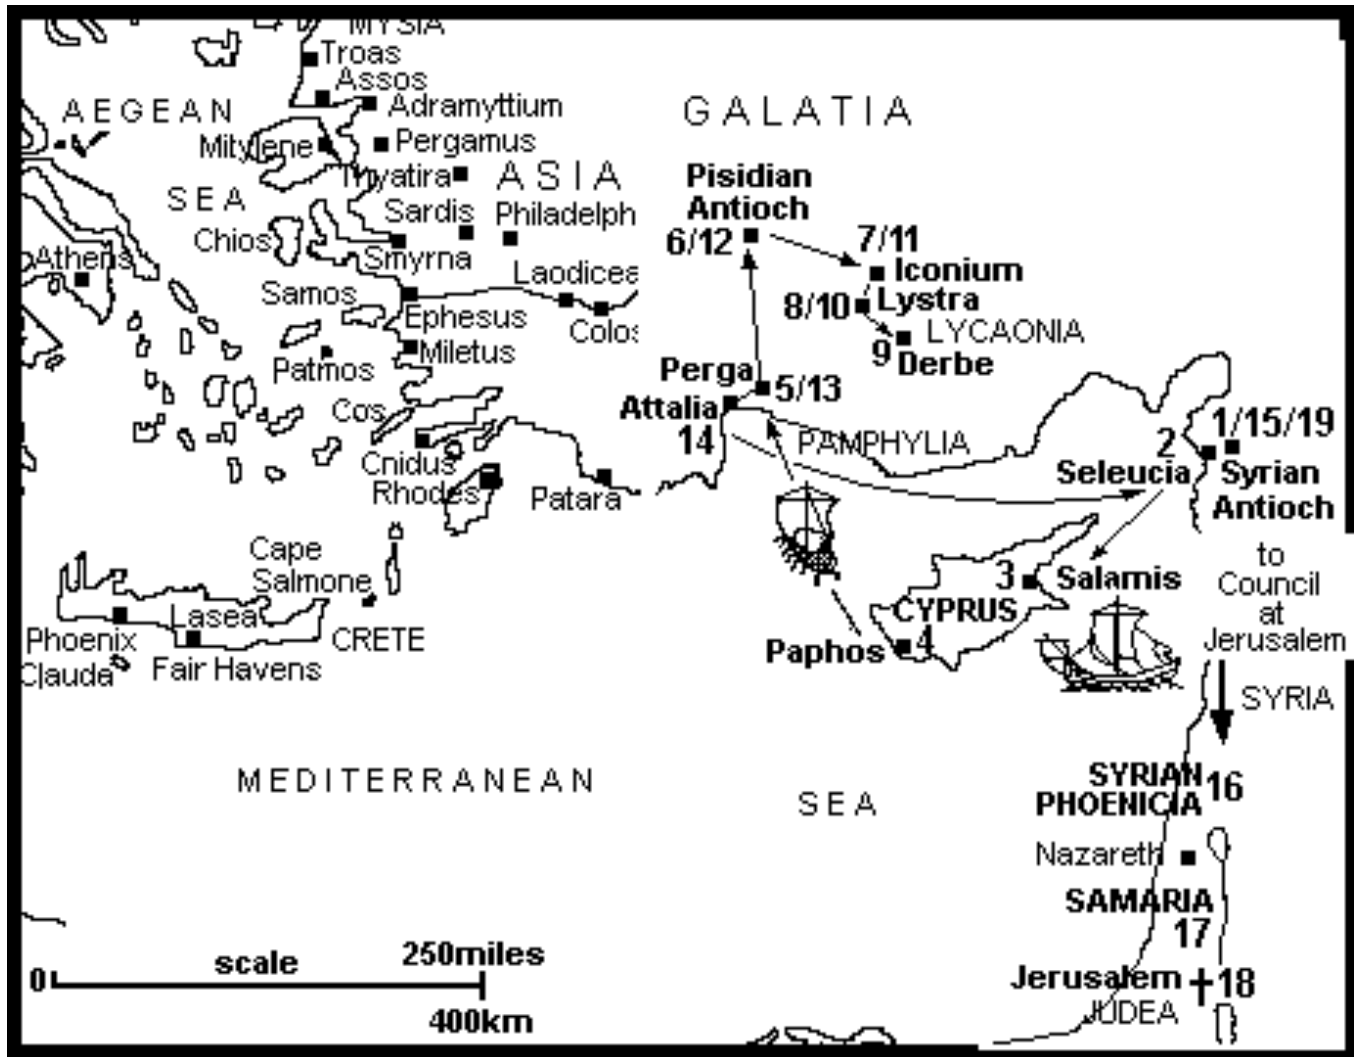 MYSIA
Troas
Assos
AEGEAN
Adramyttium
GALATIA
Mitylene
Pergamus
Thyatira
ASIA
Pisidian
Antioch
SEA
Sardis
Philadelph
6/12
7/11
Chios
Smyrna
Iconium
Athens
Laodicea
Samos
8/10
Lystra
Ephesus
Colos
LYCAONIA
Miletus
9
Derbe
Patmos
Perga
5/13
Cos
Attalia
14
PAMPHYLIA
2
1/15/19
Cnidus
Seleucia
Syrian
Antioch
Rhodes
Patara
Cape
Salmone
to
Council
at
Jerusalem
3
Salamis
Lasea
CYPRUS
Phoenix
CRETE
Paphos
4
Clauda
Fair Havens
SYRIA
MEDITERRANEAN
SEA
SYRIAN
PHOENICIA
16
Nazareth
SAMARIA
17
0
scale
250miles
400km
Jerusalem
18
JUDEA